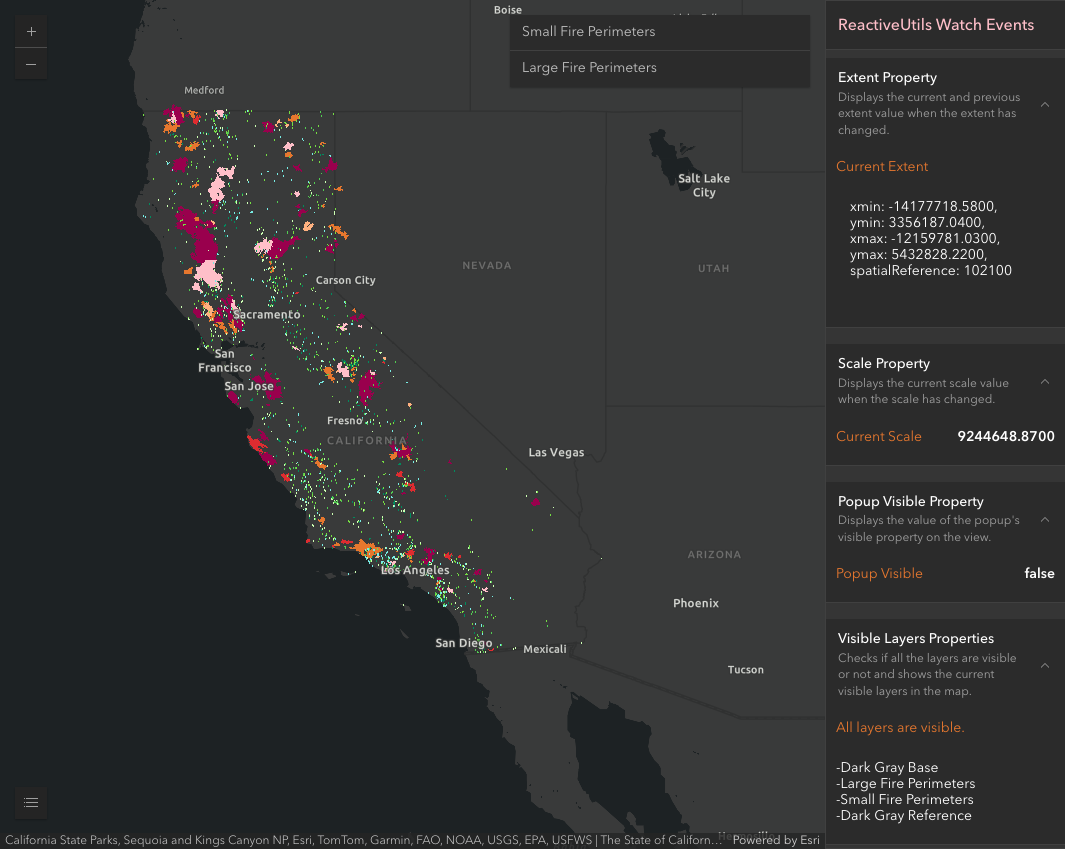 Boise
Small Fire Perimeters
Large Fire Perimeters
Medford
Salt Lake
City
NEVADA
UTAH
Carson City
Sacramento
San
Francisco
San Jose
Fresno
CALIFORNIA
Las Vegas
ARIZONA
Los Angeles
Phoenix
San Diego
Mexicali
Tucson
California State Parks, Sequoia and Kings Canyon NP, Esri, TomTom, Garmin, FAO, NOAA, USGS, EPA, USFWS | The State of Californ... Powered by Esri
ReactiveUtils Watch Events
Extent Property
Displays the current and previous
extent value when the extent has
changed.
Current Extent
xmin: -14177718.5800,
ymin: 3356187.0400,
xmax: -12159781.0300,
ymax: 5432828.2200,
spatialReference: 102100
Scale Property
Displays the current scale value
when the scale has changed.
Current Scale 9244648.8700
Popup Visible Property
Displays the value of the popup's
visible property on the view.
Popup Visible false
Visible Layers Properties
Checks if all the layers are visible
or not and shows the current
visible layers in the map.
All layers are visible.
-Dark Gray Base
-Large Fire Perimeters
-Small Fire Perimeters
-Dark Gray Reference